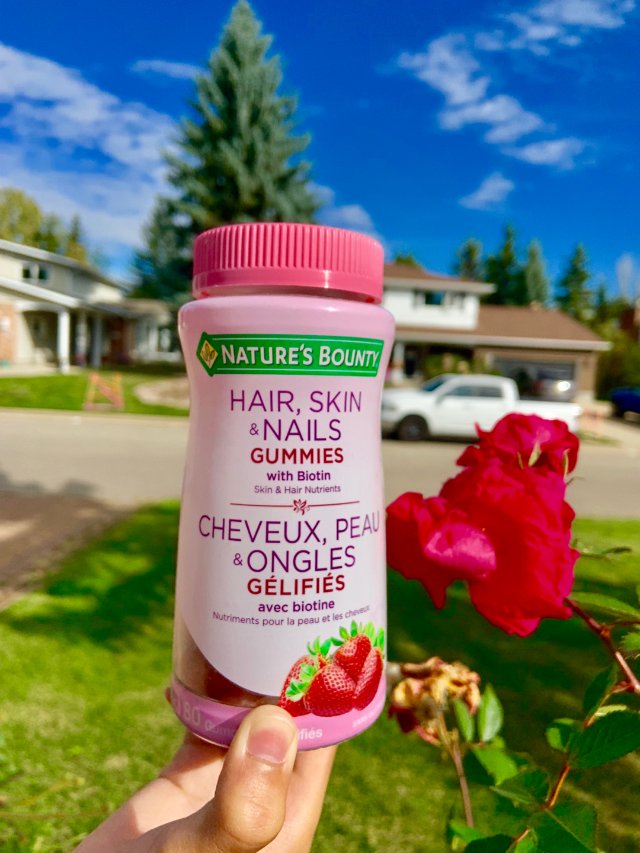 NATURE'S BOUNTY
HAIR, SKIN
& NAILS
GUMMIES
with Biotin
Skin & Hair Nutrients
CHEVEUX, PEAU
& ONGLES
GÉLIFIÉS
avec biotine
Nutriments pour la peau et les cheveux
80